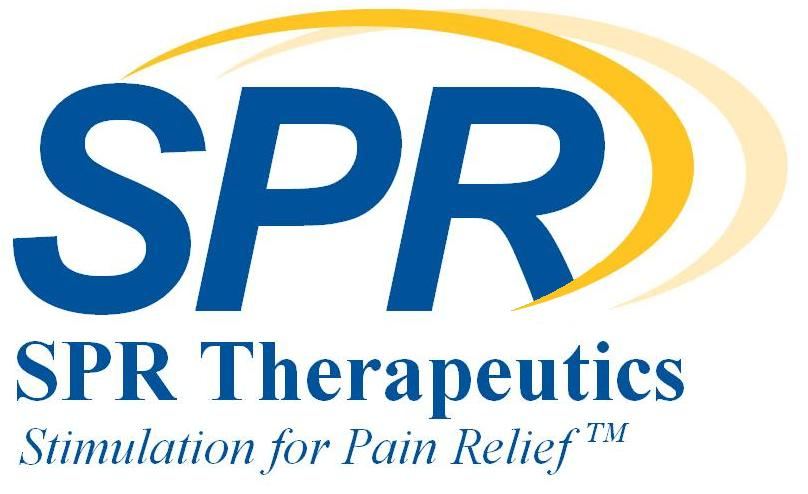 SPR
SPR Therapeutics
Stimulation for Pain Relief™